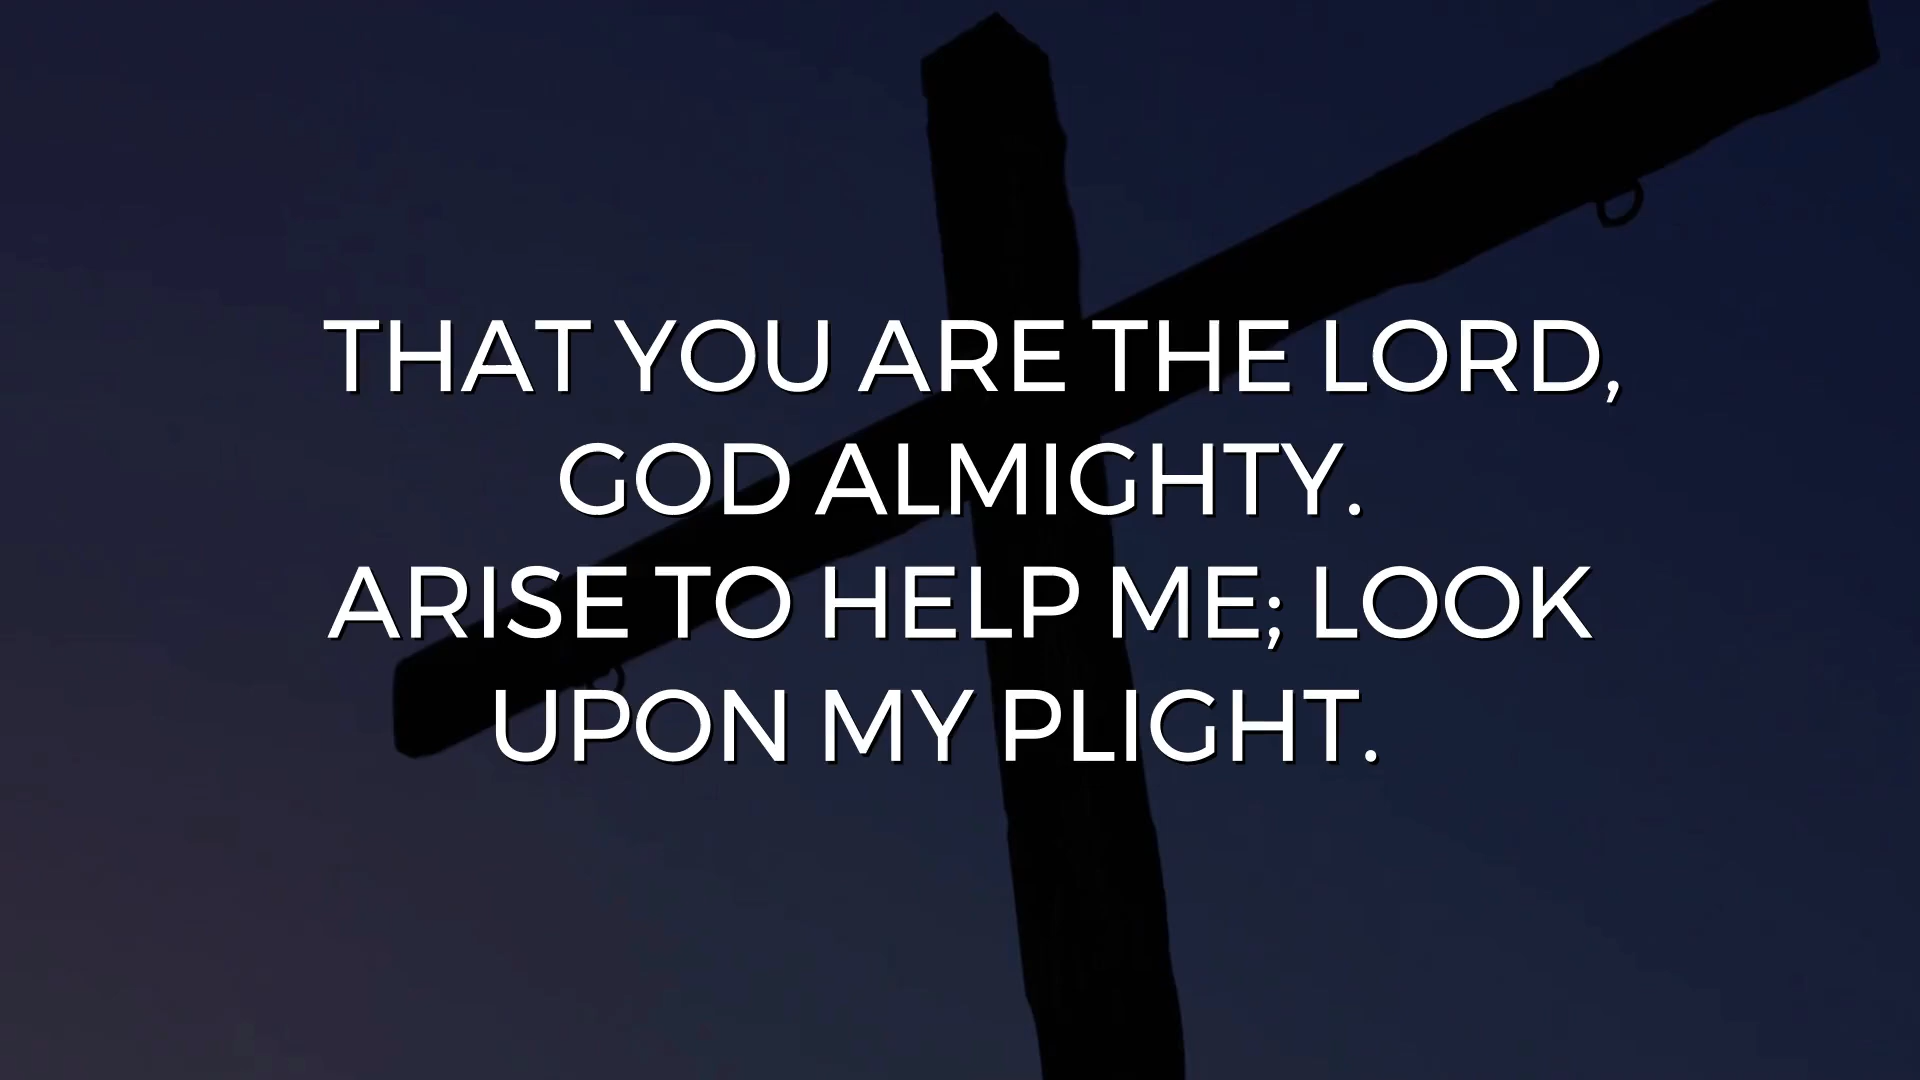 THAT YOU ARE THE LORD,
GOD ALMIGHTY.
ARISE TO HELP ME; LOOK
UPON MY PLIGHT.